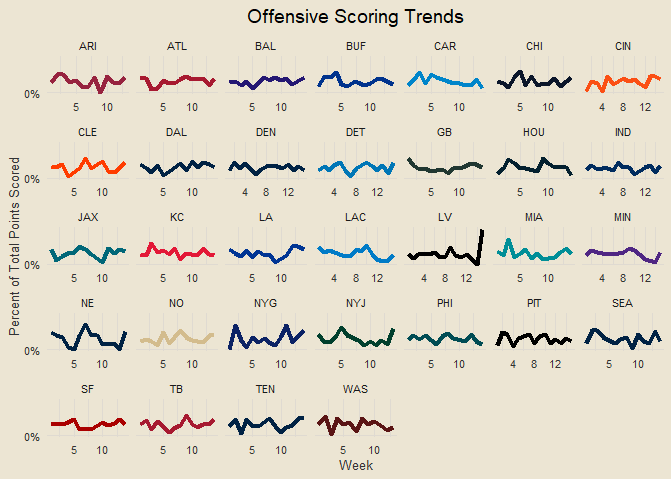 Offensive Scoring Trends
ARI ATL BAL BUF CAR CHI CIN
0%
5 10 5 10 5 10 5 10 5 10 5 10 4 8 12
CLE DAL DEN DET GB HOU IND
0%
5 10 5 10 4 8 12 4 8 12 5 10 5 10 4 8 12
JAX KC LA LAC LV MIA MIN
0%
5 10 5 10 5 10 4 8 12 4 8 12 5 10 4 8 12
NE NO NYG NYJ PHI PIT SEA
0%
5 10 5 10 5 10 5 10 5 10 4 8 12 5 10
SF TB TEN WAS
0%
5 10 5 10 5 10 5 10
Week
Percent of Total Points Scored